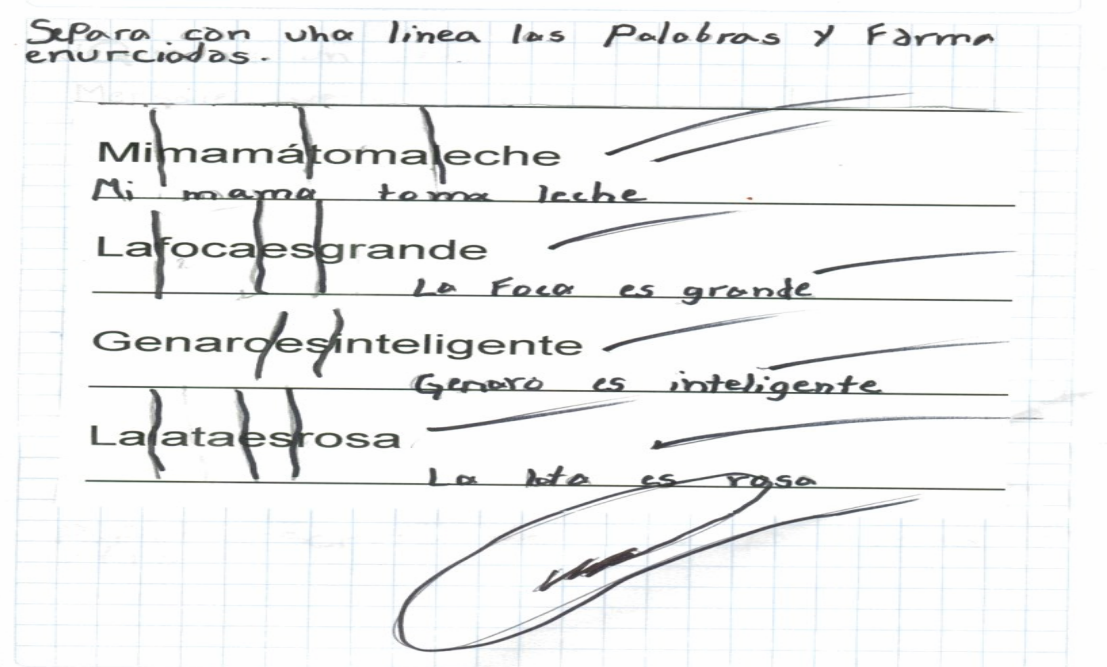 Separa con una linea las Palabras y Forma
enunciados.
Mimamátomaleche
Mi mama toma leche
Lafocaesgrande
La Foca es grande
Genaroesinteligente
Genaro es inteligente
Lalataesrosa
La lata es rosa